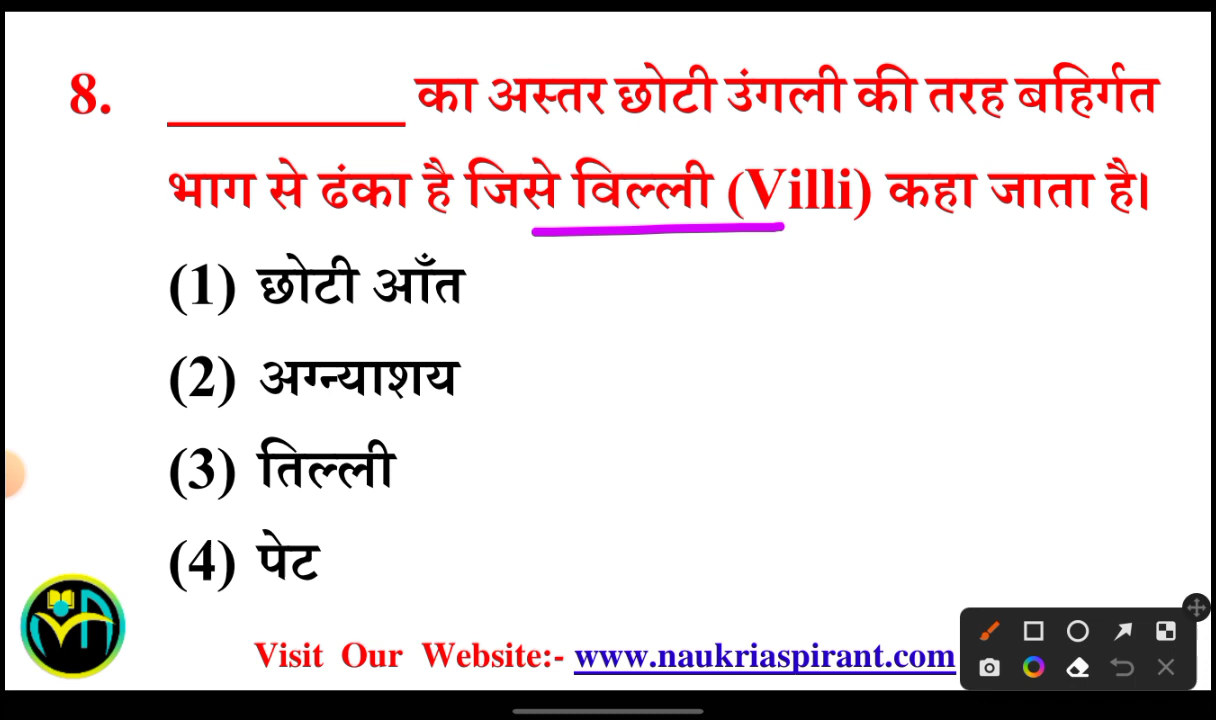 8. __________ का अस्तर छोटी उंगली की तरह बहिर्गत
भाग से ढंका है जिसे विल्ली (Villi) कहा जाता है।
(1) छोटी आँत
(2) अग्न्याशय
(3) तिल्ली
(4) पेट
Visit Our Website:- www.naukriaspirant.com